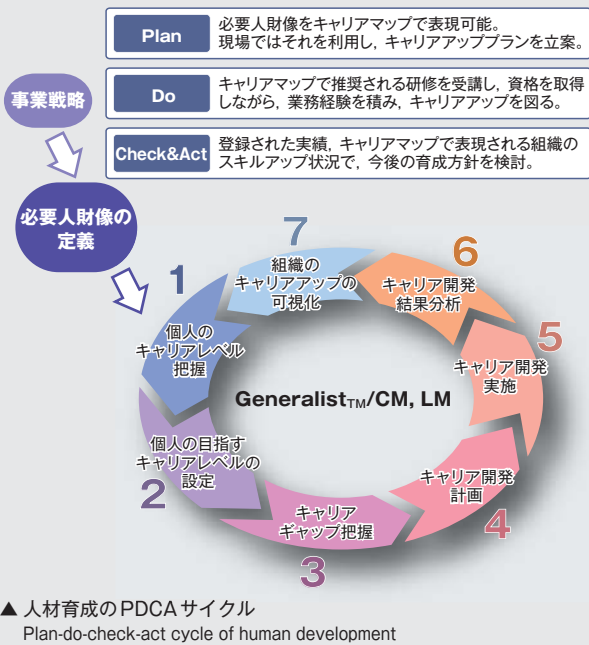 Plan
必要人財像をキャリアマップで表現可能。
現場ではそれを利用し，キャリアアッププランを立案。
Do
キャリアマップで推奨される研修を受講し，資格を取得
しながら，業務経験を積み，キャリアアップを図る。
Check&Act
登録された実績，キャリアマップで表現される組織の
スキルアップ状況で，今後の育成方針を検討。
事業戦略
必要人財像の
定義
1
個人の
キャリアレベル
把握
2
個人の目指す
キャリアレベルの
設定
3
キャリア
ギャップ把握
4
キャリア開発
計画
5
キャリア開発
実施
6
キャリア開発
結果分析
7
組織の
キャリアアップの
可視化
Generalist™/CM, LM
▲ 人材育成のPDCAサイクル
Plan-do-check-act cycle of human development